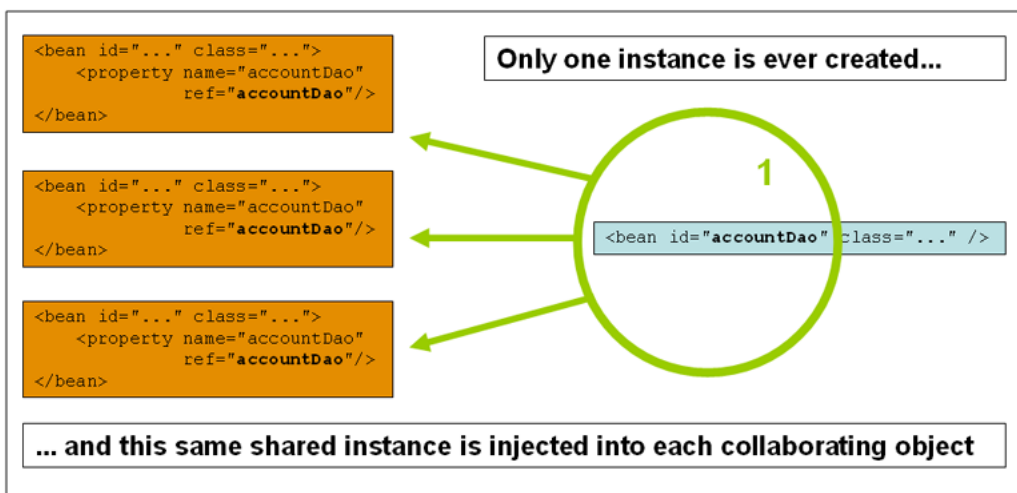 <bean id="..." class="...">
    <property name="accountDao"
              ref="accountDao"/>
</bean>
Only one instance is ever created...
1
<bean id="..." class="...">
    <property name="accountDao"
              ref="accountDao"/>
</bean>
<bean id="accountDao" class="..." />
<bean id="..." class="...">
    <property name="accountDao"
              ref="accountDao"/>
</bean>
... and this same shared instance is injected into each collaborating object